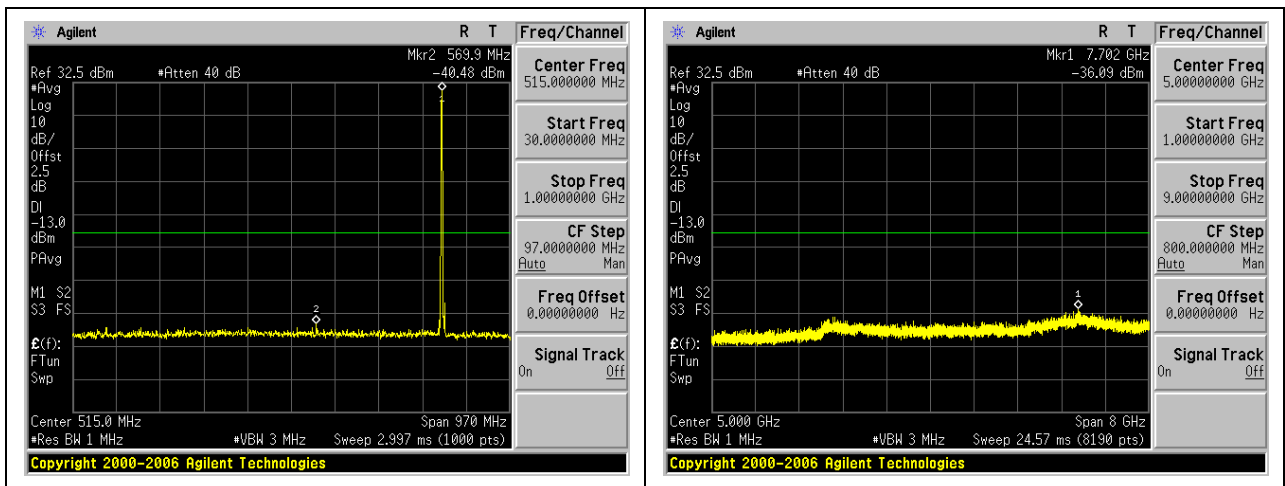 Agilent R T Freq/Channel
Mkr2 569.9 MHz
Ref 32.5 dBm #Atten 40 dB -40.48 dBm
#Avg
Log
10
dB/
Offst
2.5
dB
DI
-13.0
dBm
PAvg
M1 S2
S3 FS
£(f):
FTun
Swp
2
Center 515.0 MHz Span 970 MHz
#Res BW 1 MHz #VBW 3 MHz Sweep 2.997 ms (1000 pts)
Copyright 2000-2006 Agilent Technologies
Center Freq
515.000000 MHz
Start Freq
30.0000000 MHz
Stop Freq
1.00000000 GHz
CF Step
97.0000000 MHz
Auto Man
Freq Offset
0.00000000 Hz
Signal Track
On Off
Agilent R T Freq/Channel
Mkr1 7.702 GHz
Ref 32.5 dBm #Atten 40 dB -36.09 dBm
#Avg
Log
10
dB/
Offst
2.5
dB
DI
-13.0
dBm
PAvg
M1 S2
S3 FS
£(f):
FTun
Swp
1
Center 5.000 GHz Span 8 GHz
#Res BW 1 MHz #VBW 3 MHz Sweep 24.57 ms (8190 pts)
Copyright 2000-2006 Agilent Technologies
Center Freq
5.00000000 GHz
Start Freq
1.00000000 GHz
Stop Freq
9.00000000 GHz
CF Step
800.000000 MHz
Auto Man
Freq Offset
0.00000000 Hz
Signal Track
On Off